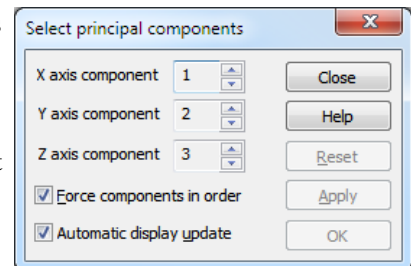 Select principal components
X axis component 1 Close
Y axis component 2 Help
Z axis component 3 Reset
Force components in order Apply
Automatic display update OK